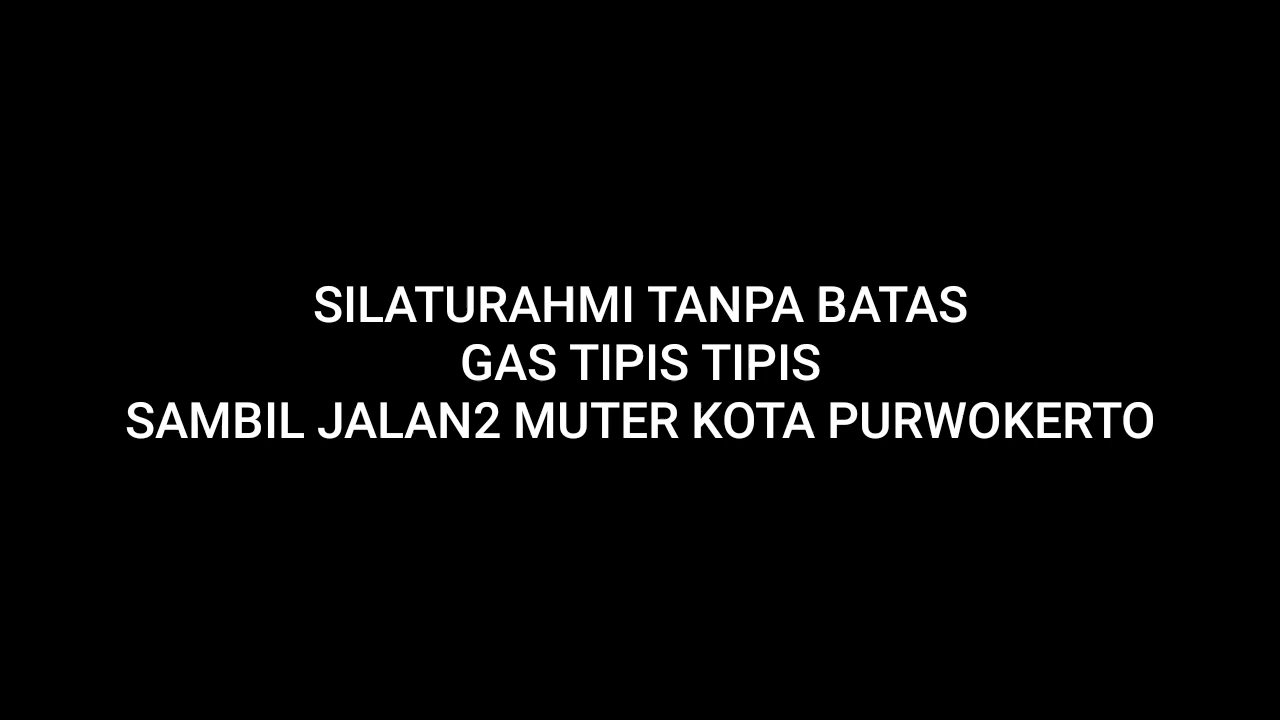 SILATURAHMI TANPA BATAS
GAS TIPIS TIPIS
SAMBIL JALAN2 MUTER KOTA PURWOKERTO